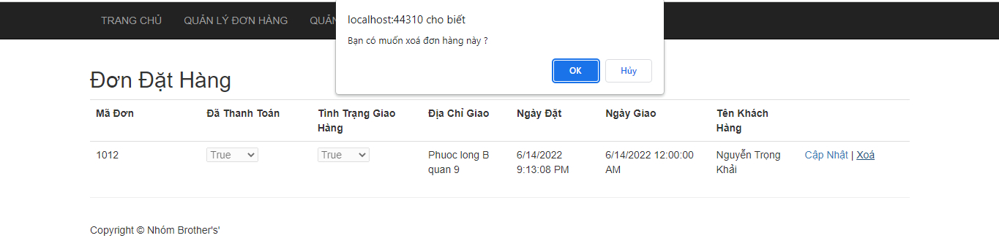 localhost:44310 cho biết
Bạn có muốn xoá đơn hàng này ?
OK Hủy
TRANG CHỦ QUẢN LÝ ĐƠN HÀNG
Đơn Đặt Hàng
Mã Đơn Đã Thanh Toán Tình Trạng Giao Địa Chỉ Giao Ngày Đặt Ngày Giao Tên Khách
Hàng Hàng
1012 True True Phuoc long B 6/14/2022 6/14/2022 12:00:00 Nguyễn Trọng Cập Nhật | Xoá
quan 9 9:13:08 PM AM Khải
Copyright © Nhóm Brother's'